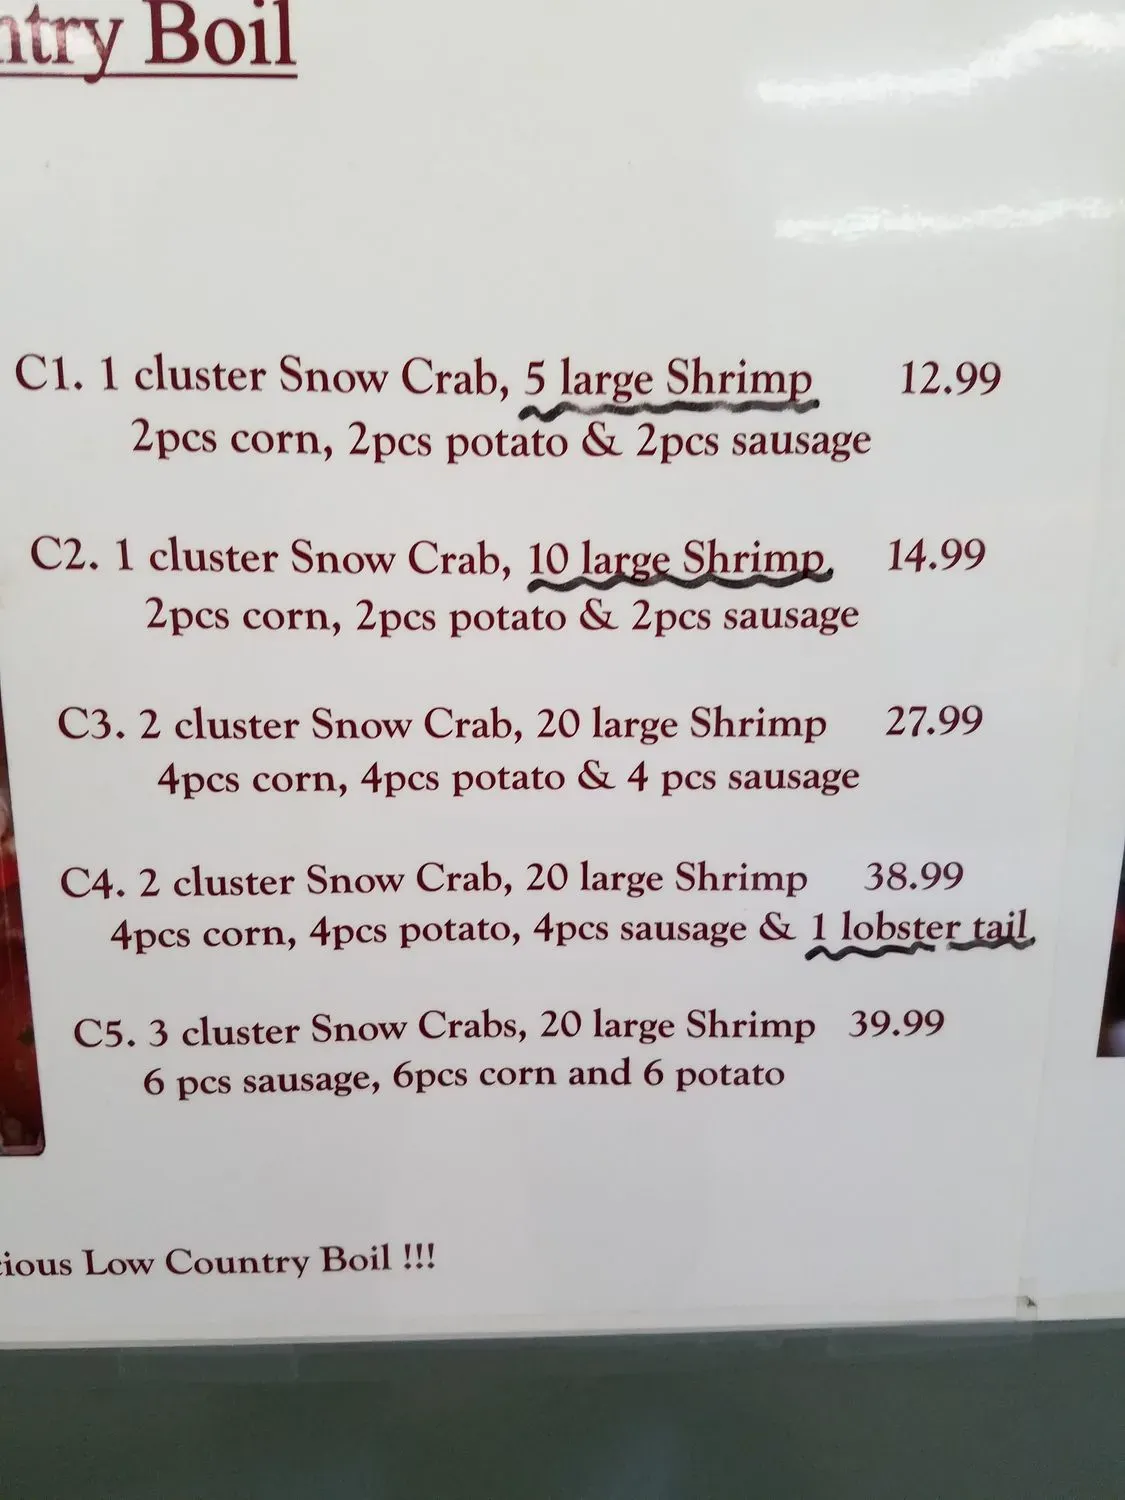 ntry Boil
C1. 1 cluster Snow Crab, 5 large Shrimp 12.99
2pcs corn, 2pcs potato & 2pcs sausage
C2. 1 cluster Snow Crab, 10 large Shrimp, 14.99
2pcs corn, 2pcs potato & 2pcs sausage
C3. 2 cluster Snow Crab, 20 large Shrimp 27.99
4pcs corn, 4pcs potato & 4 pcs sausage
C4. 2 cluster Snow Crab, 20 large Shrimp 38.99
4pcs corn, 4pcs potato, 4pcs sausage & 1 lobster tail,
C5. 3 cluster Snow Crabs, 20 large Shrimp 39.99
6 pcs sausage, 6pcs corn and 6 potato
cious Low Country Boil !!!